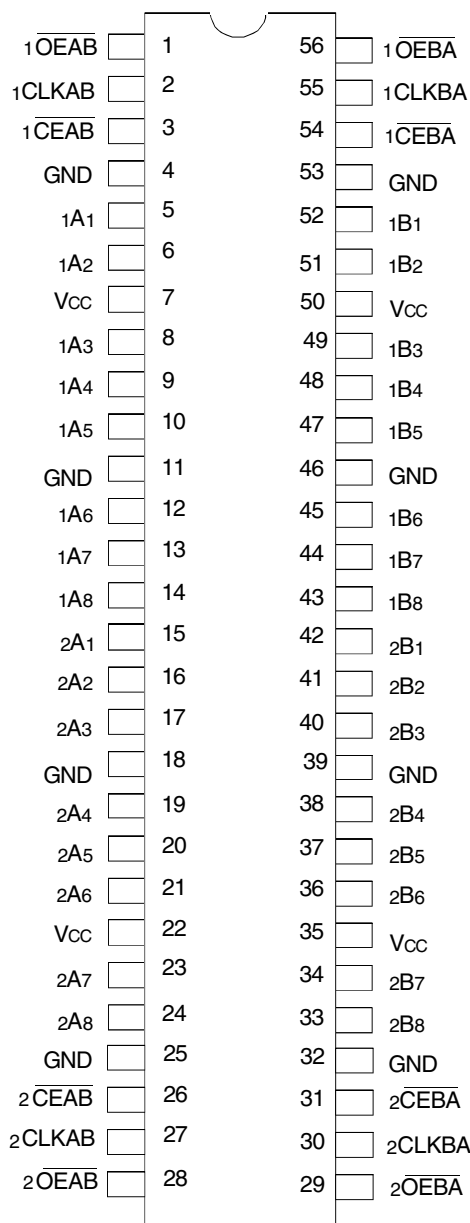 1OEAB 1 56 1OEBA
1CLKAB 2 55 1CLKBA
1CEAB 3 54 1CEBA
GND 4 53 GND
1A1 5 52 1B1
1A2 6 51 1B2
VCC 7 50 VCC
1A3 8 49 1B3
1A4 9 48 1B4
1A5 10 47 1B5
GND 11 46 GND
1A6 12 45 1B6
1A7 13 44 1B7
1A8 14 43 1B8
2A1 15 42 2B1
2A2 16 41 2B2
2A3 17 40 2B3
GND 18 39 GND
2A4 19 38 2B4
2A5 20 37 2B5
2A6 21 36 2B6
VCC 22 35 VCC
2A7 23 34 2B7
2A8 24 33 2B8
GND 25 32 GND
2CEAB 26 31 2CEBA
2CLKAB 27 30 2CLKBA
2OEAB 28 29 2OEBA